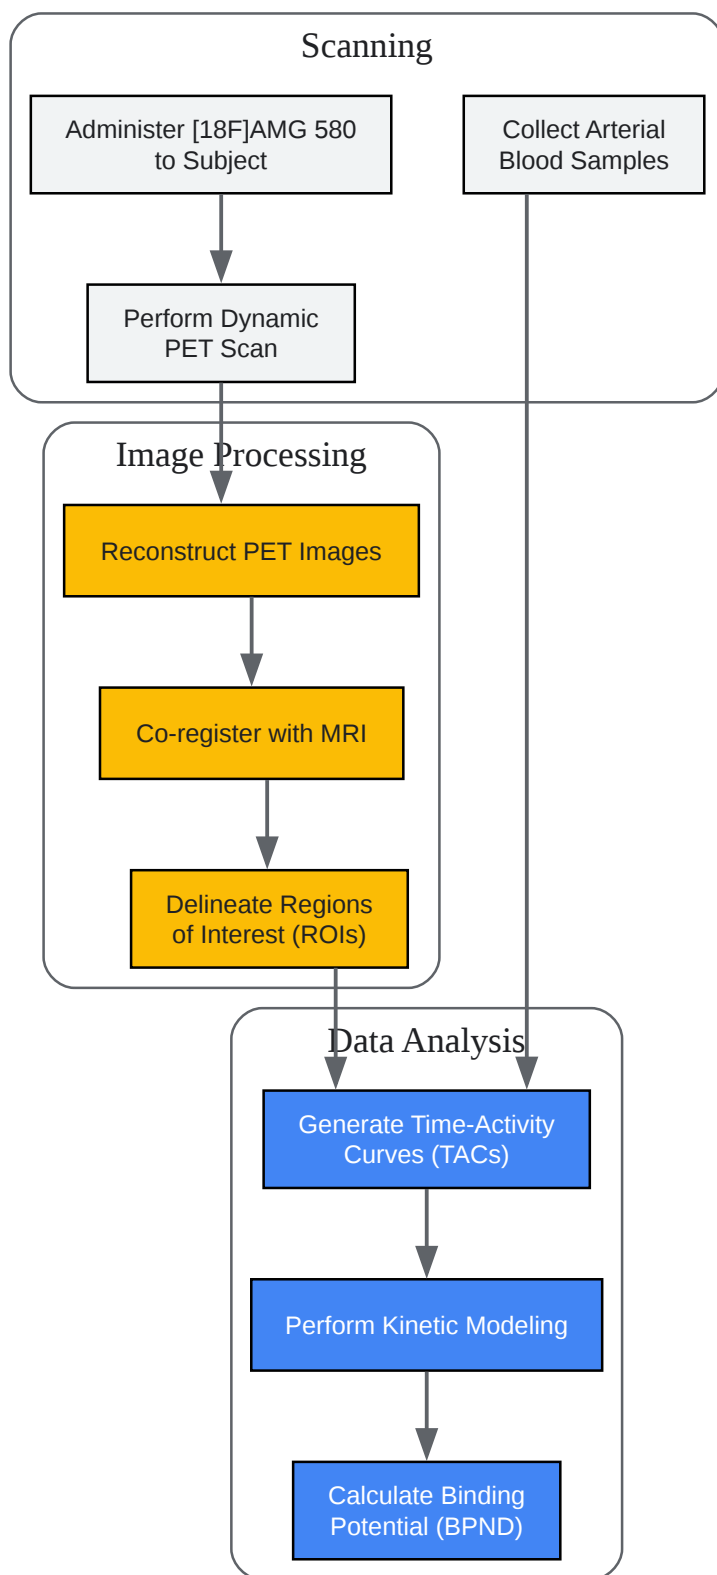 Scanning
Administer [18F]AMG 580
to Subject
Collect Arterial
Blood Samples
Perform Dynamic
PET Scan
Image Processing
Reconstruct PET Images
Co-register with MRI
Delineate Regions
of Interest (ROIs)
Data Analysis
Generate Time-Activity
Curves (TACs)
Perform Kinetic Modeling
Calculate Binding
Potential (BPND)